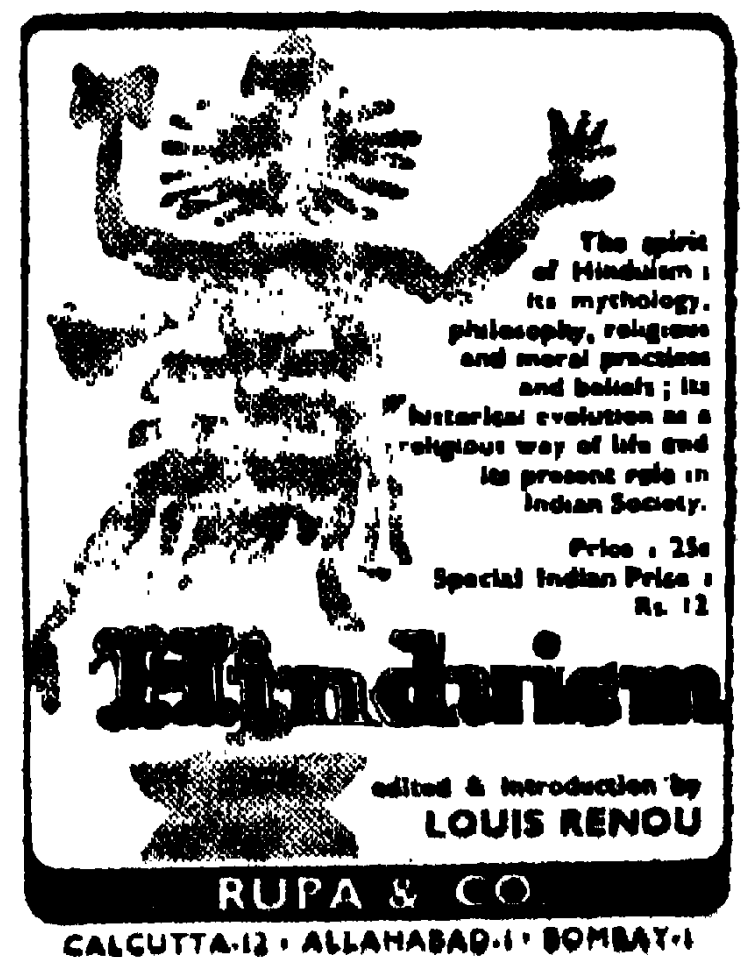 The spirit
of Hinduism :
its mythology,
philosophy, religious
and moral practices
and beliefs ; its
historical evolution as a
religious way of life and
its present role in
Indian Society.
Price : 25s
Special Indian Price :
Rs. 12
Hinduism
edited & introduction by
LOUIS RENOU
RUPA & CO
CALCUTTA-12 • ALLAHABAD-1 • BOMBAY-1